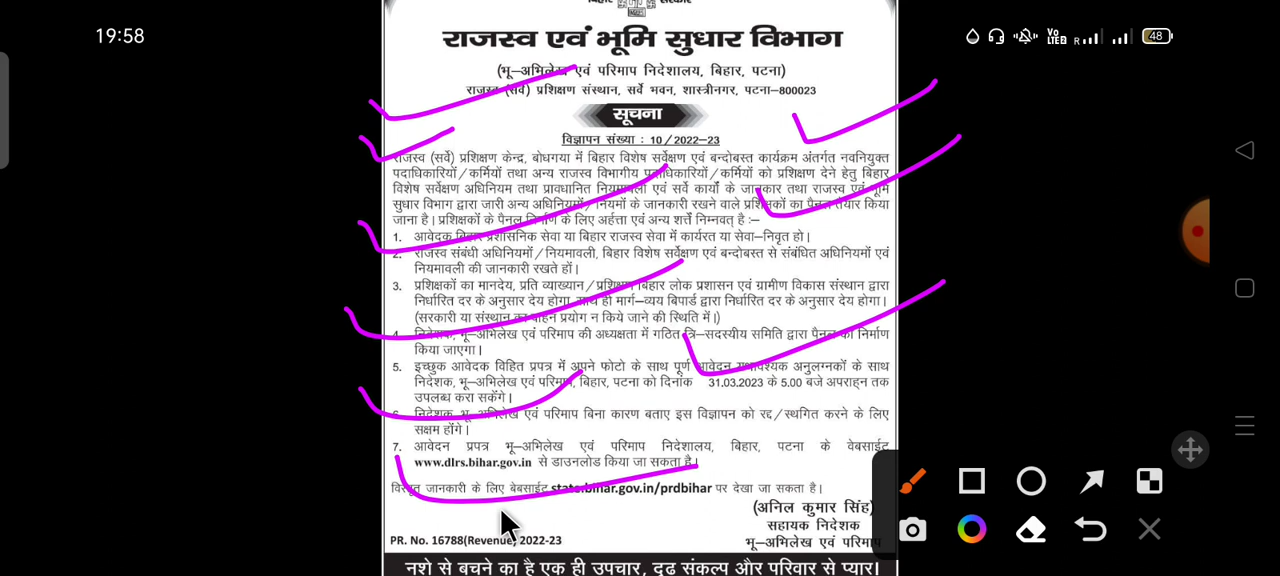 19:58
48
बिहार सरकार
राजस्व एवं भूमि सुधार विभाग
(भू–अभिलेख एवं परिमाप निदेशालय, बिहार, पटना)
राजस्व (सर्वे) प्रशिक्षण संस्थान, सर्वे भवन, शास्त्रीनगर, पटना–800023
सूचना
विज्ञापन संख्या : 10/2022–23
राजस्व (सर्वे) प्रशिक्षण केन्द्र, बोधगया में बिहार विशेष सर्वेक्षण एवं बन्दोबस्त कार्यक्रम अंतर्गत नवनियुक्त
पदाधिकारियों/कर्मियों तथा अन्य राजस्व विभागीय पदाधिकारियों/कर्मियों को प्रशिक्षण देने हेतु बिहार
विशेष सर्वेक्षण अधिनियम तथा प्रावधानित नियमावली एवं सर्वे कार्यों के जानकार तथा राजस्व एवं भूमि
सुधार विभाग द्वारा जारी अन्य अधिनियमों/नियमों के जानकारी रखने वाले प्रशिक्षकों का पैनल तैयार किया
जाना है। प्रशिक्षकों के पैनल निर्माण के लिए अर्हत्ता एवं अन्य शर्त्तें निम्नवत् है :–
1. आवेदक बिहार प्रशासनिक सेवा या बिहार राजस्व सेवा में कार्यरत या सेवा–निवृत हो।
2. राजस्व संबंधी अधिनियमों/नियमावली, बिहार विशेष सर्वेक्षण एवं बन्दोबस्त से संबंधित अधिनियमों एवं
नियमावली की जानकारी रखते हों।
3. प्रशिक्षकों का मानदेय, प्रति व्याख्यान/प्रशिक्षण बिहार लोक प्रशासन एवं ग्रामीण विकास संस्थान द्वारा
निर्धारित दर के अनुसार देय होगा, साथ ही मार्ग–व्यय बिपार्ड द्वारा निर्धारित दर के अनुसार देय होगा।
(सरकारी या संस्थान का वाहन प्रयोग न किये जाने की स्थिति में।)
4. निदेशक, भू–अभिलेख एवं परिमाप की अध्यक्षता में गठित त्रि–सदस्यीय समिति द्वारा पैनल का निर्माण
किया जाएगा।
5. इच्छुक आवेदक विहित प्रपत्र में अपने फोटो के साथ पूर्ण आवेदन यथावश्यक अनुलग्नकों के साथ
निदेशक, भू–अभिलेख एवं परिमाप, बिहार, पटना को दिनांक 31.03.2023 के 5.00 बजे अपराह्न तक
उपलब्ध करा सकेंगे।
6. निदेशक भू–अभिलेख एवं परिमाप बिना कारण बताए इस विज्ञापन को रद्द/स्थगित करने के लिए
सक्षम होंगे।
7. आवेदन प्रपत्र भू–अभिलेख एवं परिमाप निदेशालय, बिहार, पटना के वेबसाईट
www.dlrs.bihar.gov.in से डाउनलोड किया जा सकता है।
विस्तृत जानकारी के लिए बेबसाईट state.bihar.gov.in/prdbihar पर देखा जा सकता है।
(अनिल कुमार सिंह)
सहायक निदेशक
भू–अभिलेख एवं परिमाप
PR. No. 16788(Revenue) 2022-23
नशे से बचने का है एक ही उपचार, दृढ़ संकल्प और परिवार से प्यार।